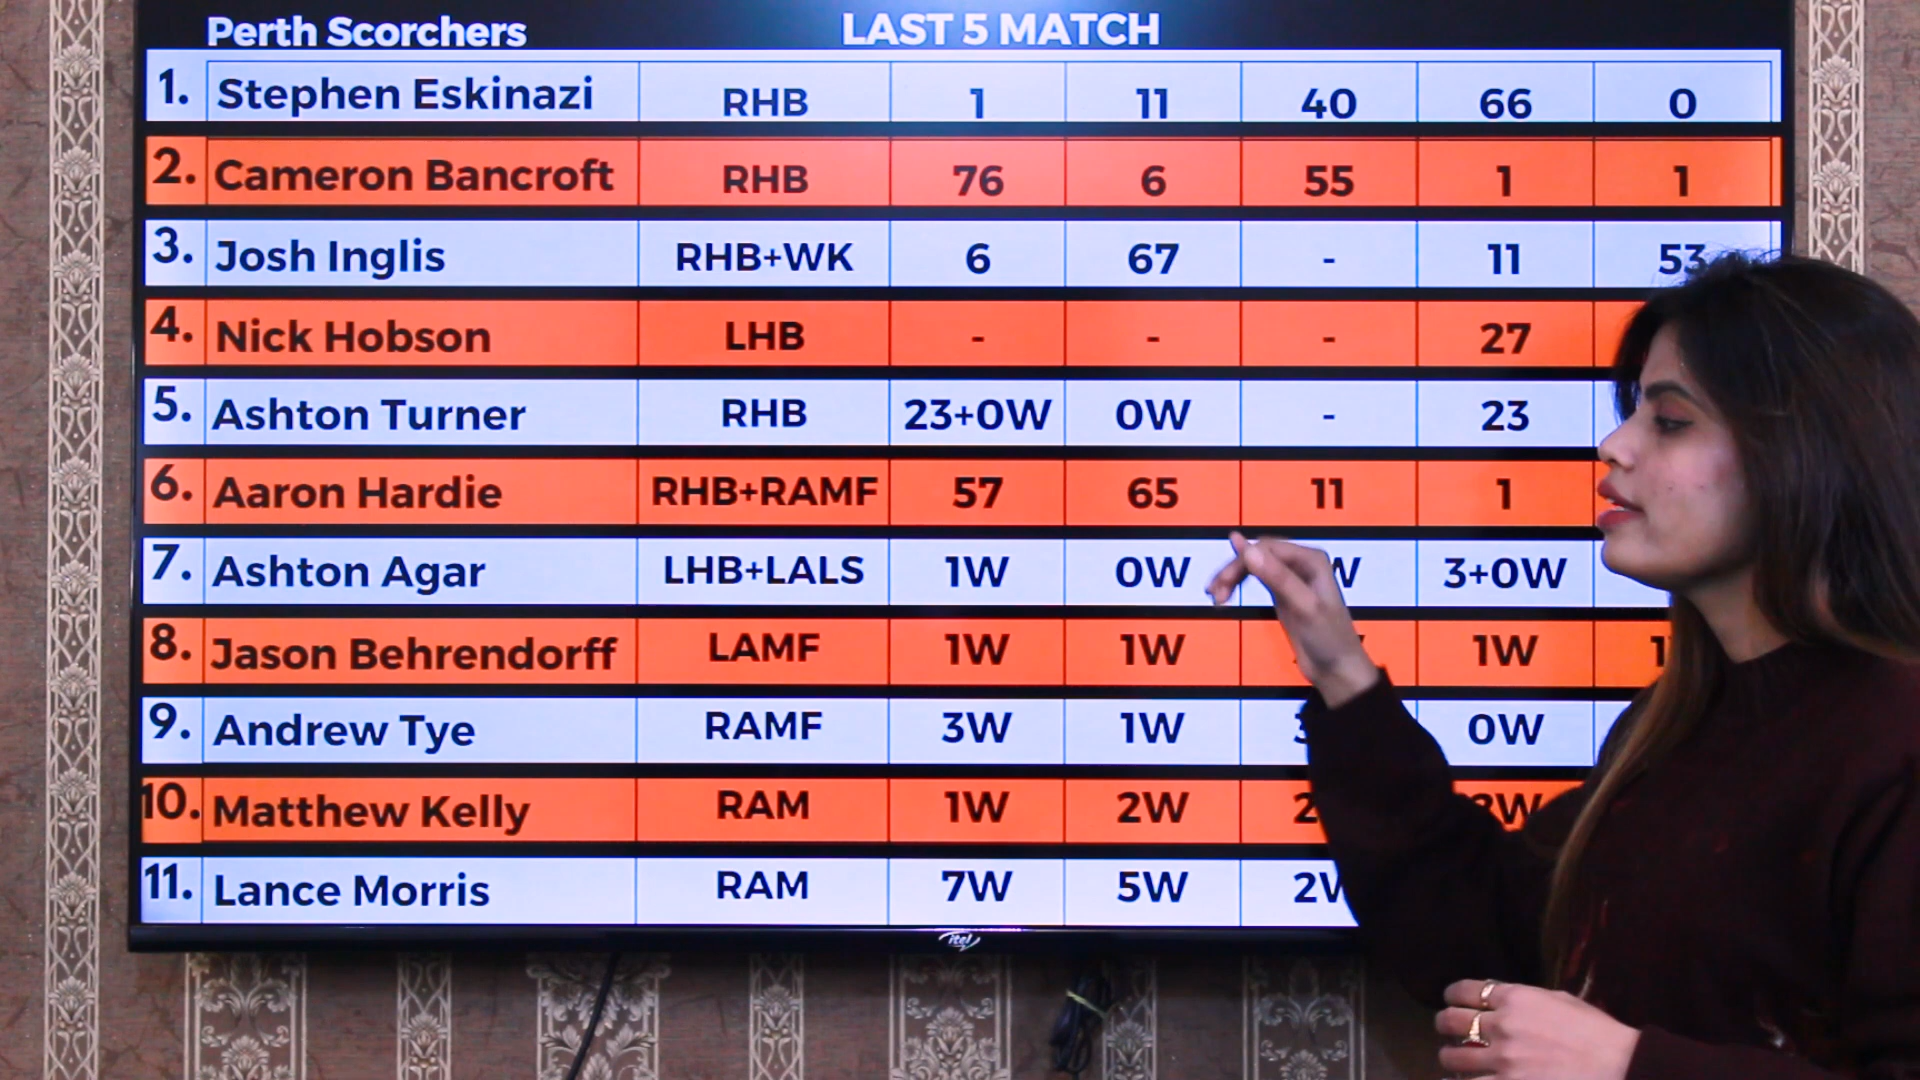 Perth Scorchers LAST 5 MATCH
1. Stephen Eskinazi RHB 1 11 40 66 0
2. Cameron Bancroft RHB 76 6 55 1 1
3. Josh Inglis RHB+WK 6 67 - 11 53
4. Nick Hobson LHB - - - 27
5. Ashton Turner RHB 23+0W 0W - 23
6. Aaron Hardie RHB+RAMF 57 65 11 1
7. Ashton Agar LHB+LALS 1W 0W 3+0W
8. Jason Behrendorff LAMF 1W 1W 1W
9. Andrew Tye RAMF 3W 1W 0W
10. Matthew Kelly RAM 1W 2W
11. Lance Morris RAM 7W 5W 2W
itel